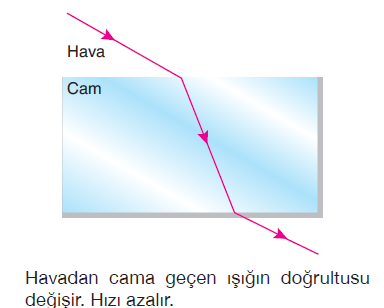 Hava
Cam
Havadan cama geçen ışığın doğrultusu
değişir. Hızı azalır.